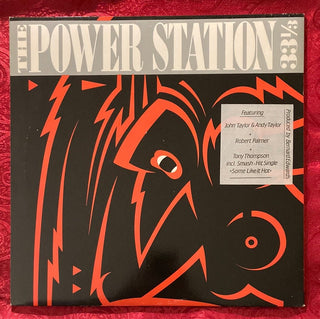 THE
POWER STATION
33⅓
Featuring
John Taylor & Andy Taylor
•
Robert Palmer
•
Tony Thompson
incl. Smash-Hit Single
»Some Like It Hot«
Produced by Bernard Edwards